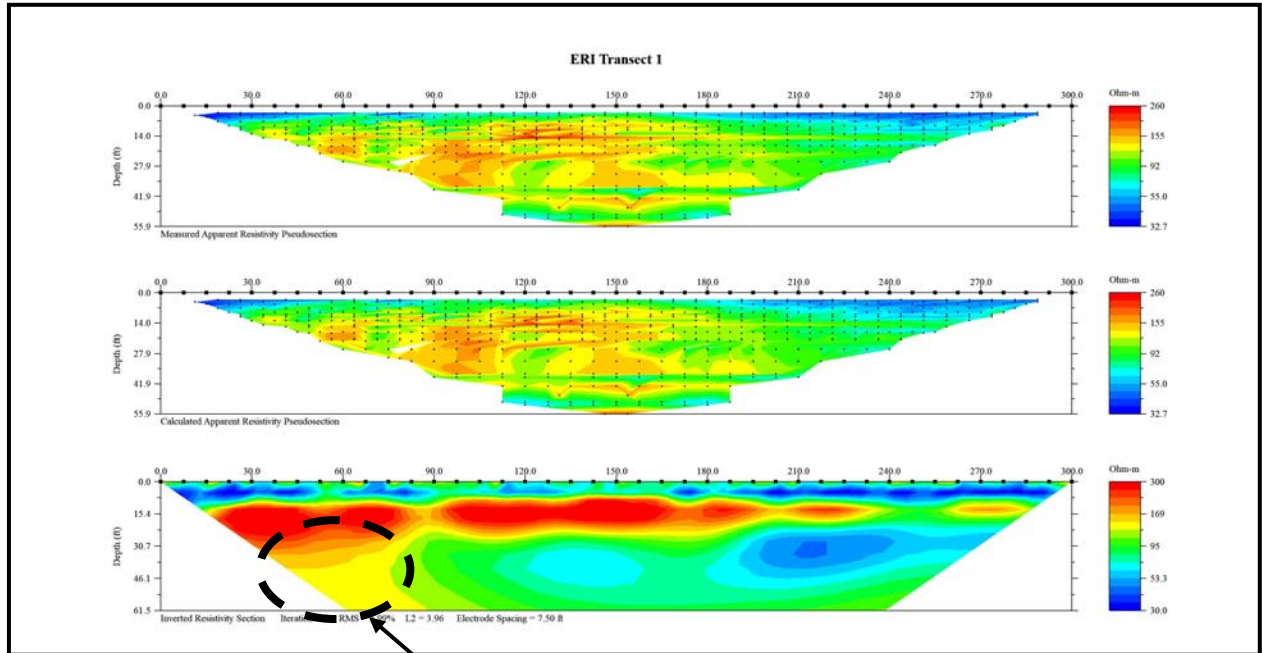 ERI Transect 1
0.0 30.0 60.0 90.0 120.0 150.0 180.0 210.0 240.0 270.0 300.0
Ohm-m
Depth (ft)
0.0
14.0
27.9
41.9
55.9
260
155
92
55.0
32.7
Measured Apparent Resistivity Pseudosection
0.0 30.0 60.0 90.0 120.0 150.0 180.0 210.0 240.0 270.0 300.0
Ohm-m
Depth (ft)
0.0
14.0
27.9
41.9
55.9
260
155
92
55.0
32.7
Calculated Apparent Resistivity Pseudosection
0.0 30.0 60.0 90.0 120.0 150.0 180.0 210.0 240.0 270.0 300.0
Ohm-m
Depth (ft)
0.0
15.4
30.7
46.1
61.5
300
169
95
53.3
30.0
Inverted Resistivity Section RMS L2 = 3.96 Electrode Spacing = 7.50 ft